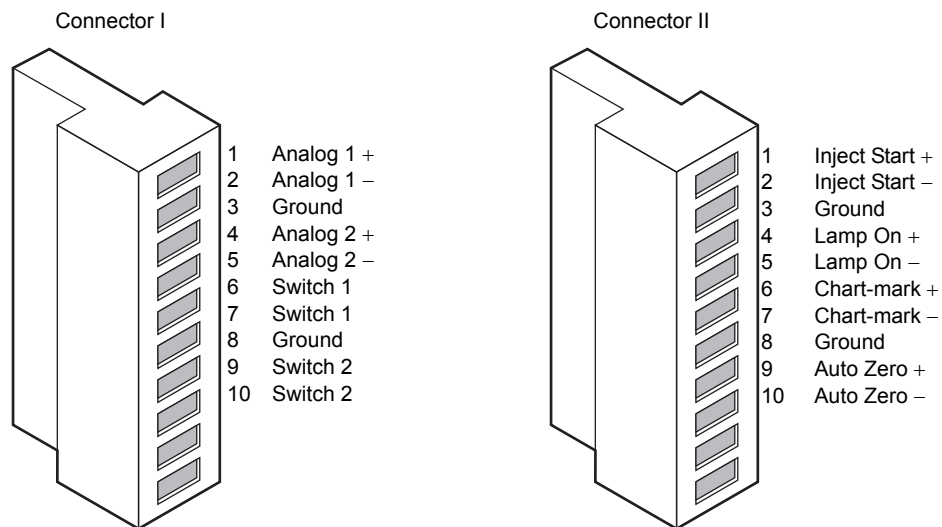 Connector I
1 Analog 1 +
2 Analog 1 −
3 Ground
4 Analog 2 +
5 Analog 2 −
6 Switch 1
7 Switch 1
8 Ground
9 Switch 2
10 Switch 2
Connector II
1 Inject Start +
2 Inject Start −
3 Ground
4 Lamp On +
5 Lamp On −
6 Chart-mark +
7 Chart-mark −
8 Ground
9 Auto Zero +
10 Auto Zero −